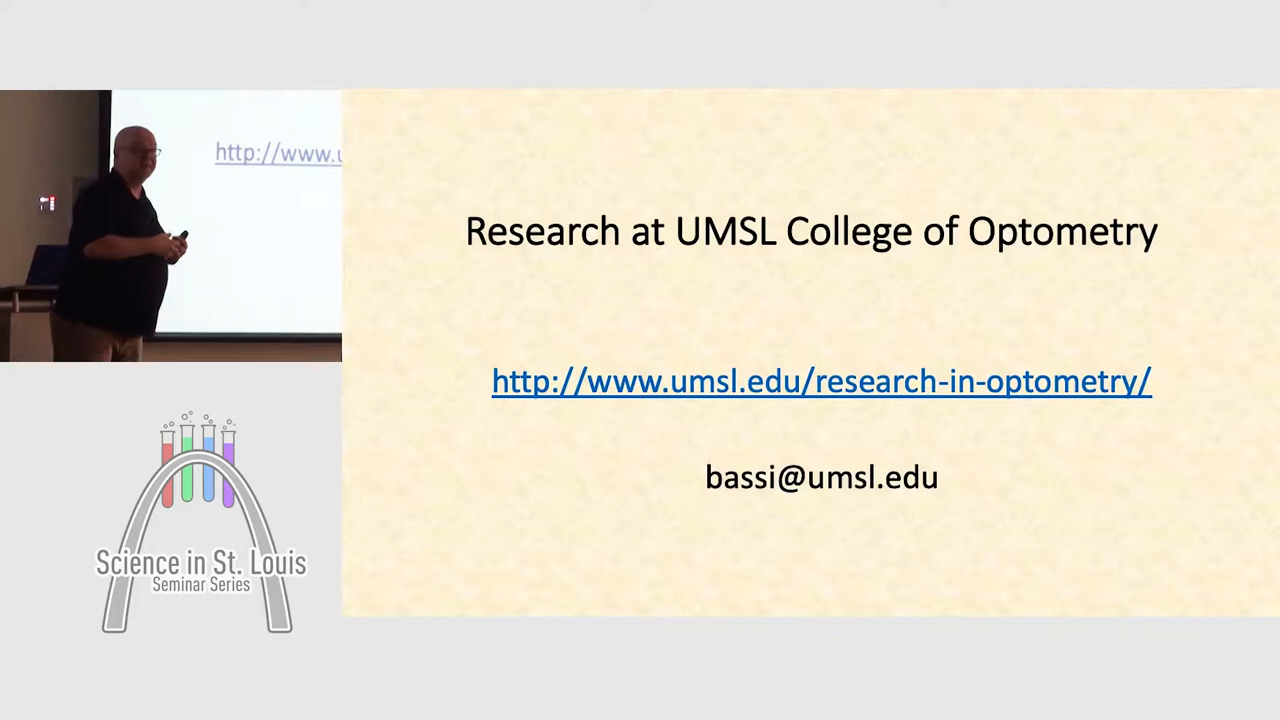 http://www.
Research at UMSL College of Optometry
http://www.umsl.edu/research-in-optometry/
bassi@umsl.edu
Science in St. Louis
Seminar Series